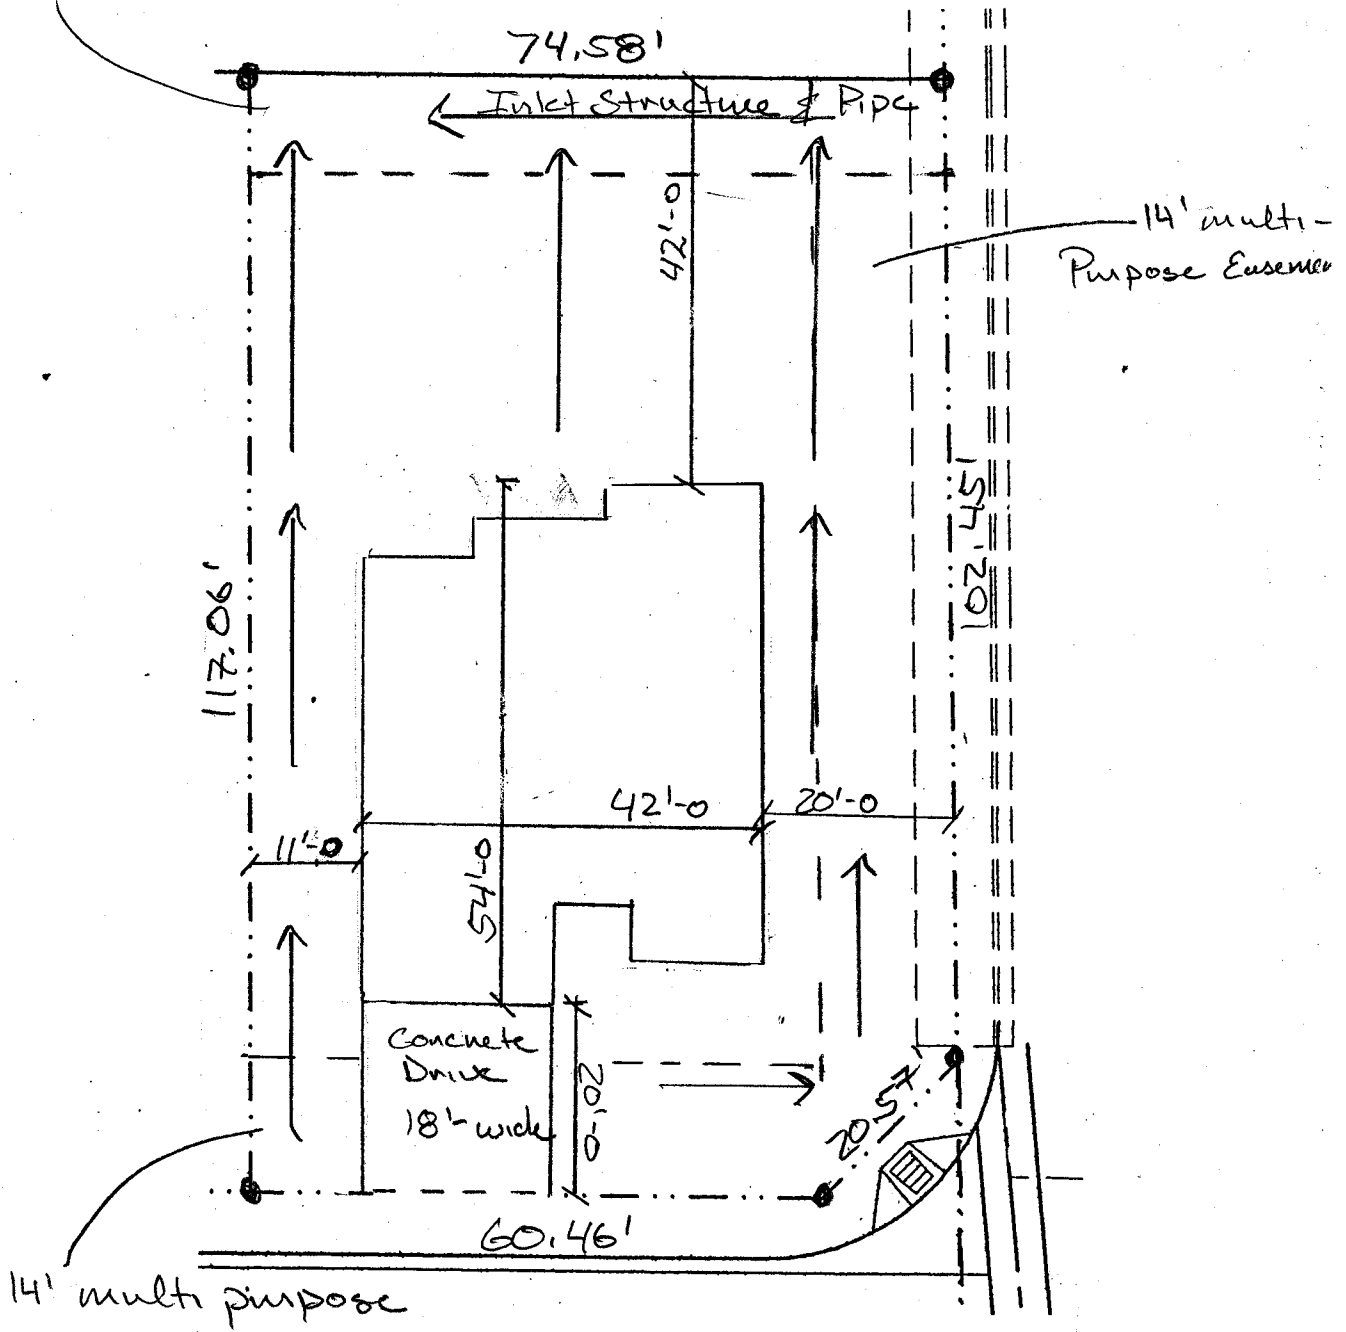 74.58'
Inlet Structure & Pipe
42'-0
14' multi-
Purpose Easemen
102.45'
117.06'
42'-0
20'-0
11'-0
54'-0
Concrete
Drive
18'-wide
20'-0
20.57
60.46'
14' multi purpose